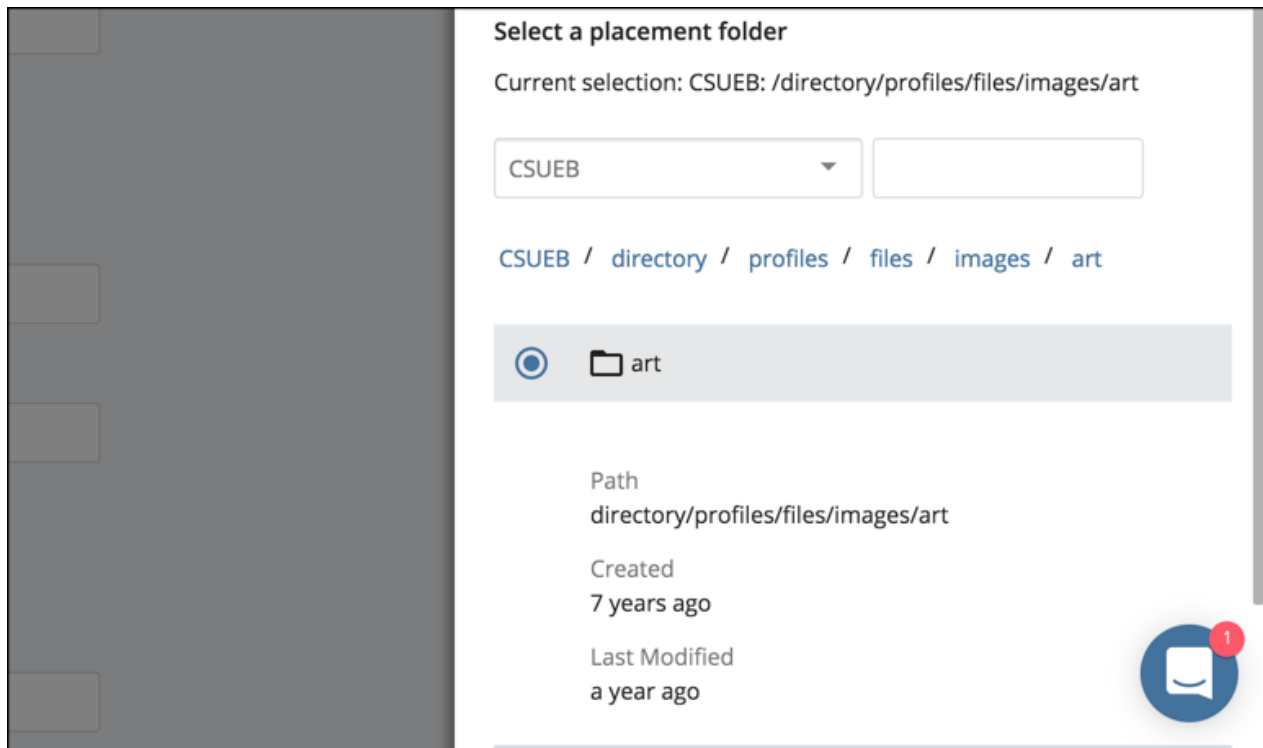 Select a placement folder
Current selection: CSUEB: /directory/profiles/files/images/art
CSUEB
CSUEB / directory / profiles / files / images / art
art
Path
directory/profiles/files/images/art
Created
7 years ago
Last Modified
a year ago
1